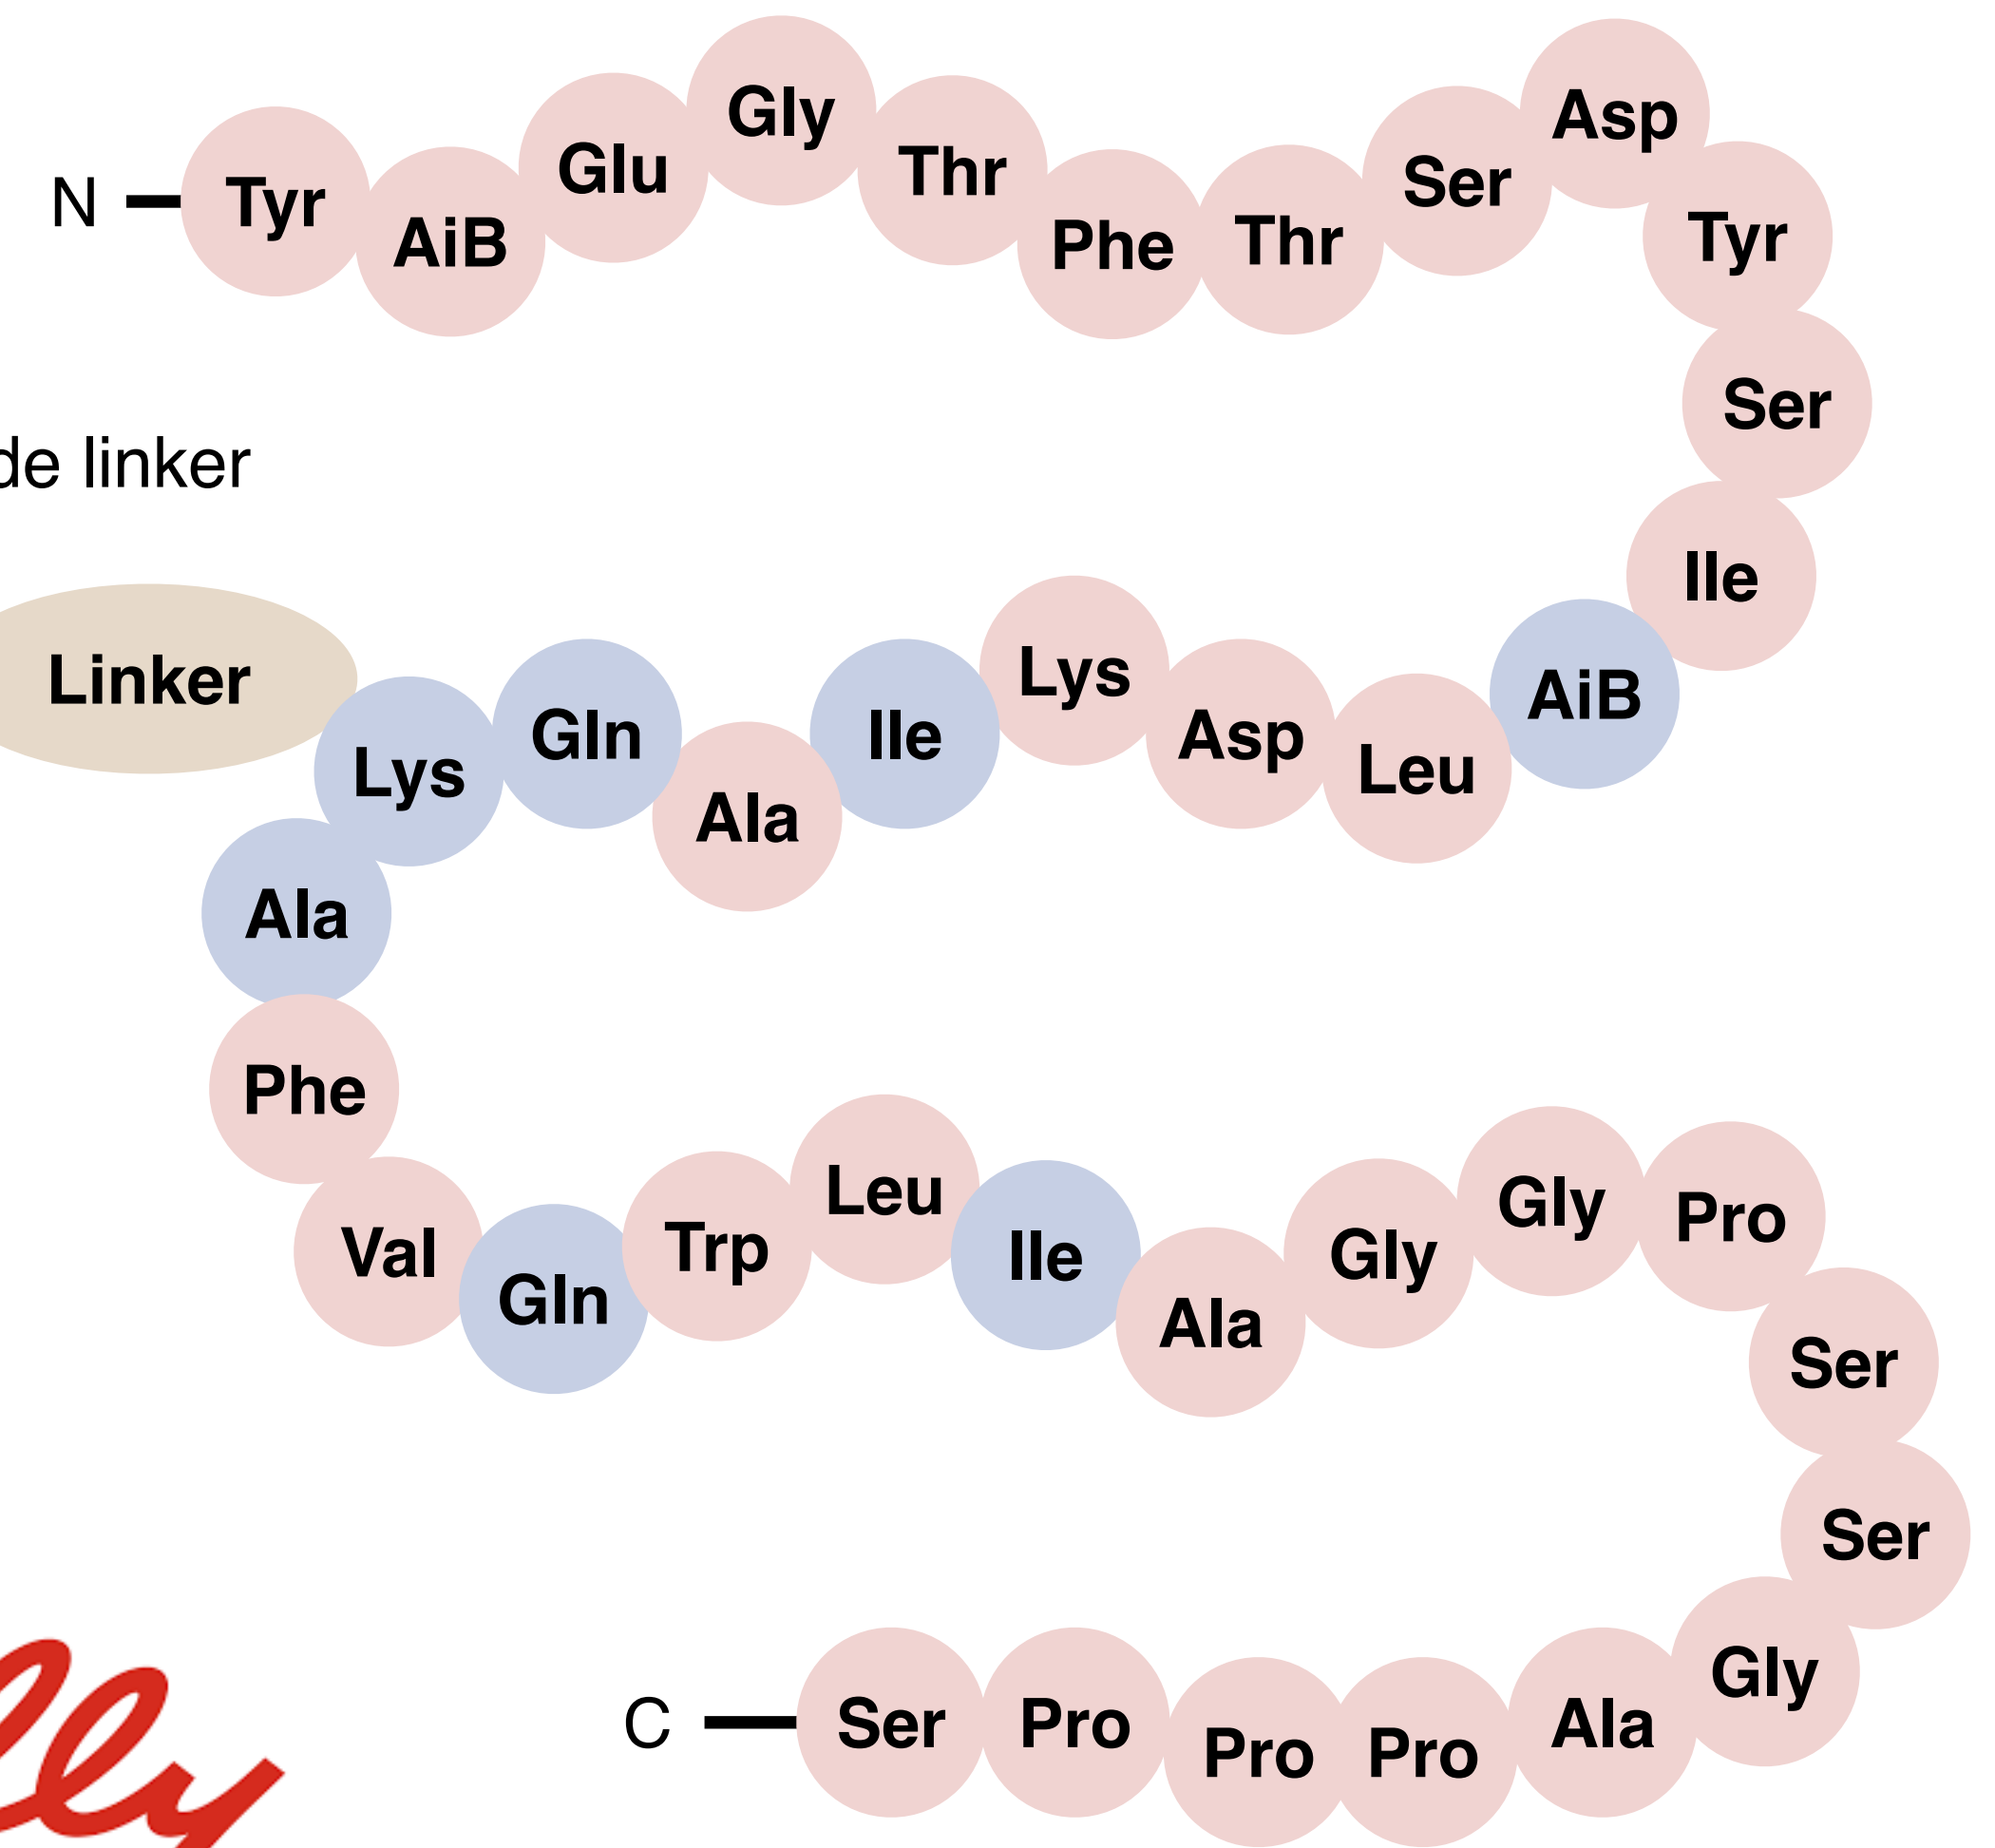 N Tyr AiB Glu Gly Thr Phe Thr Ser Asp Tyr
Ser
de linker
Ile
Linker Lys Gln Ala Ile Lys Asp Leu AiB
Ala
Phe
Val Gln Trp Leu Ile Ala Gly Gly Pro
Ser
Ser
Gly
C Ser Pro Pro Pro Ala
lly